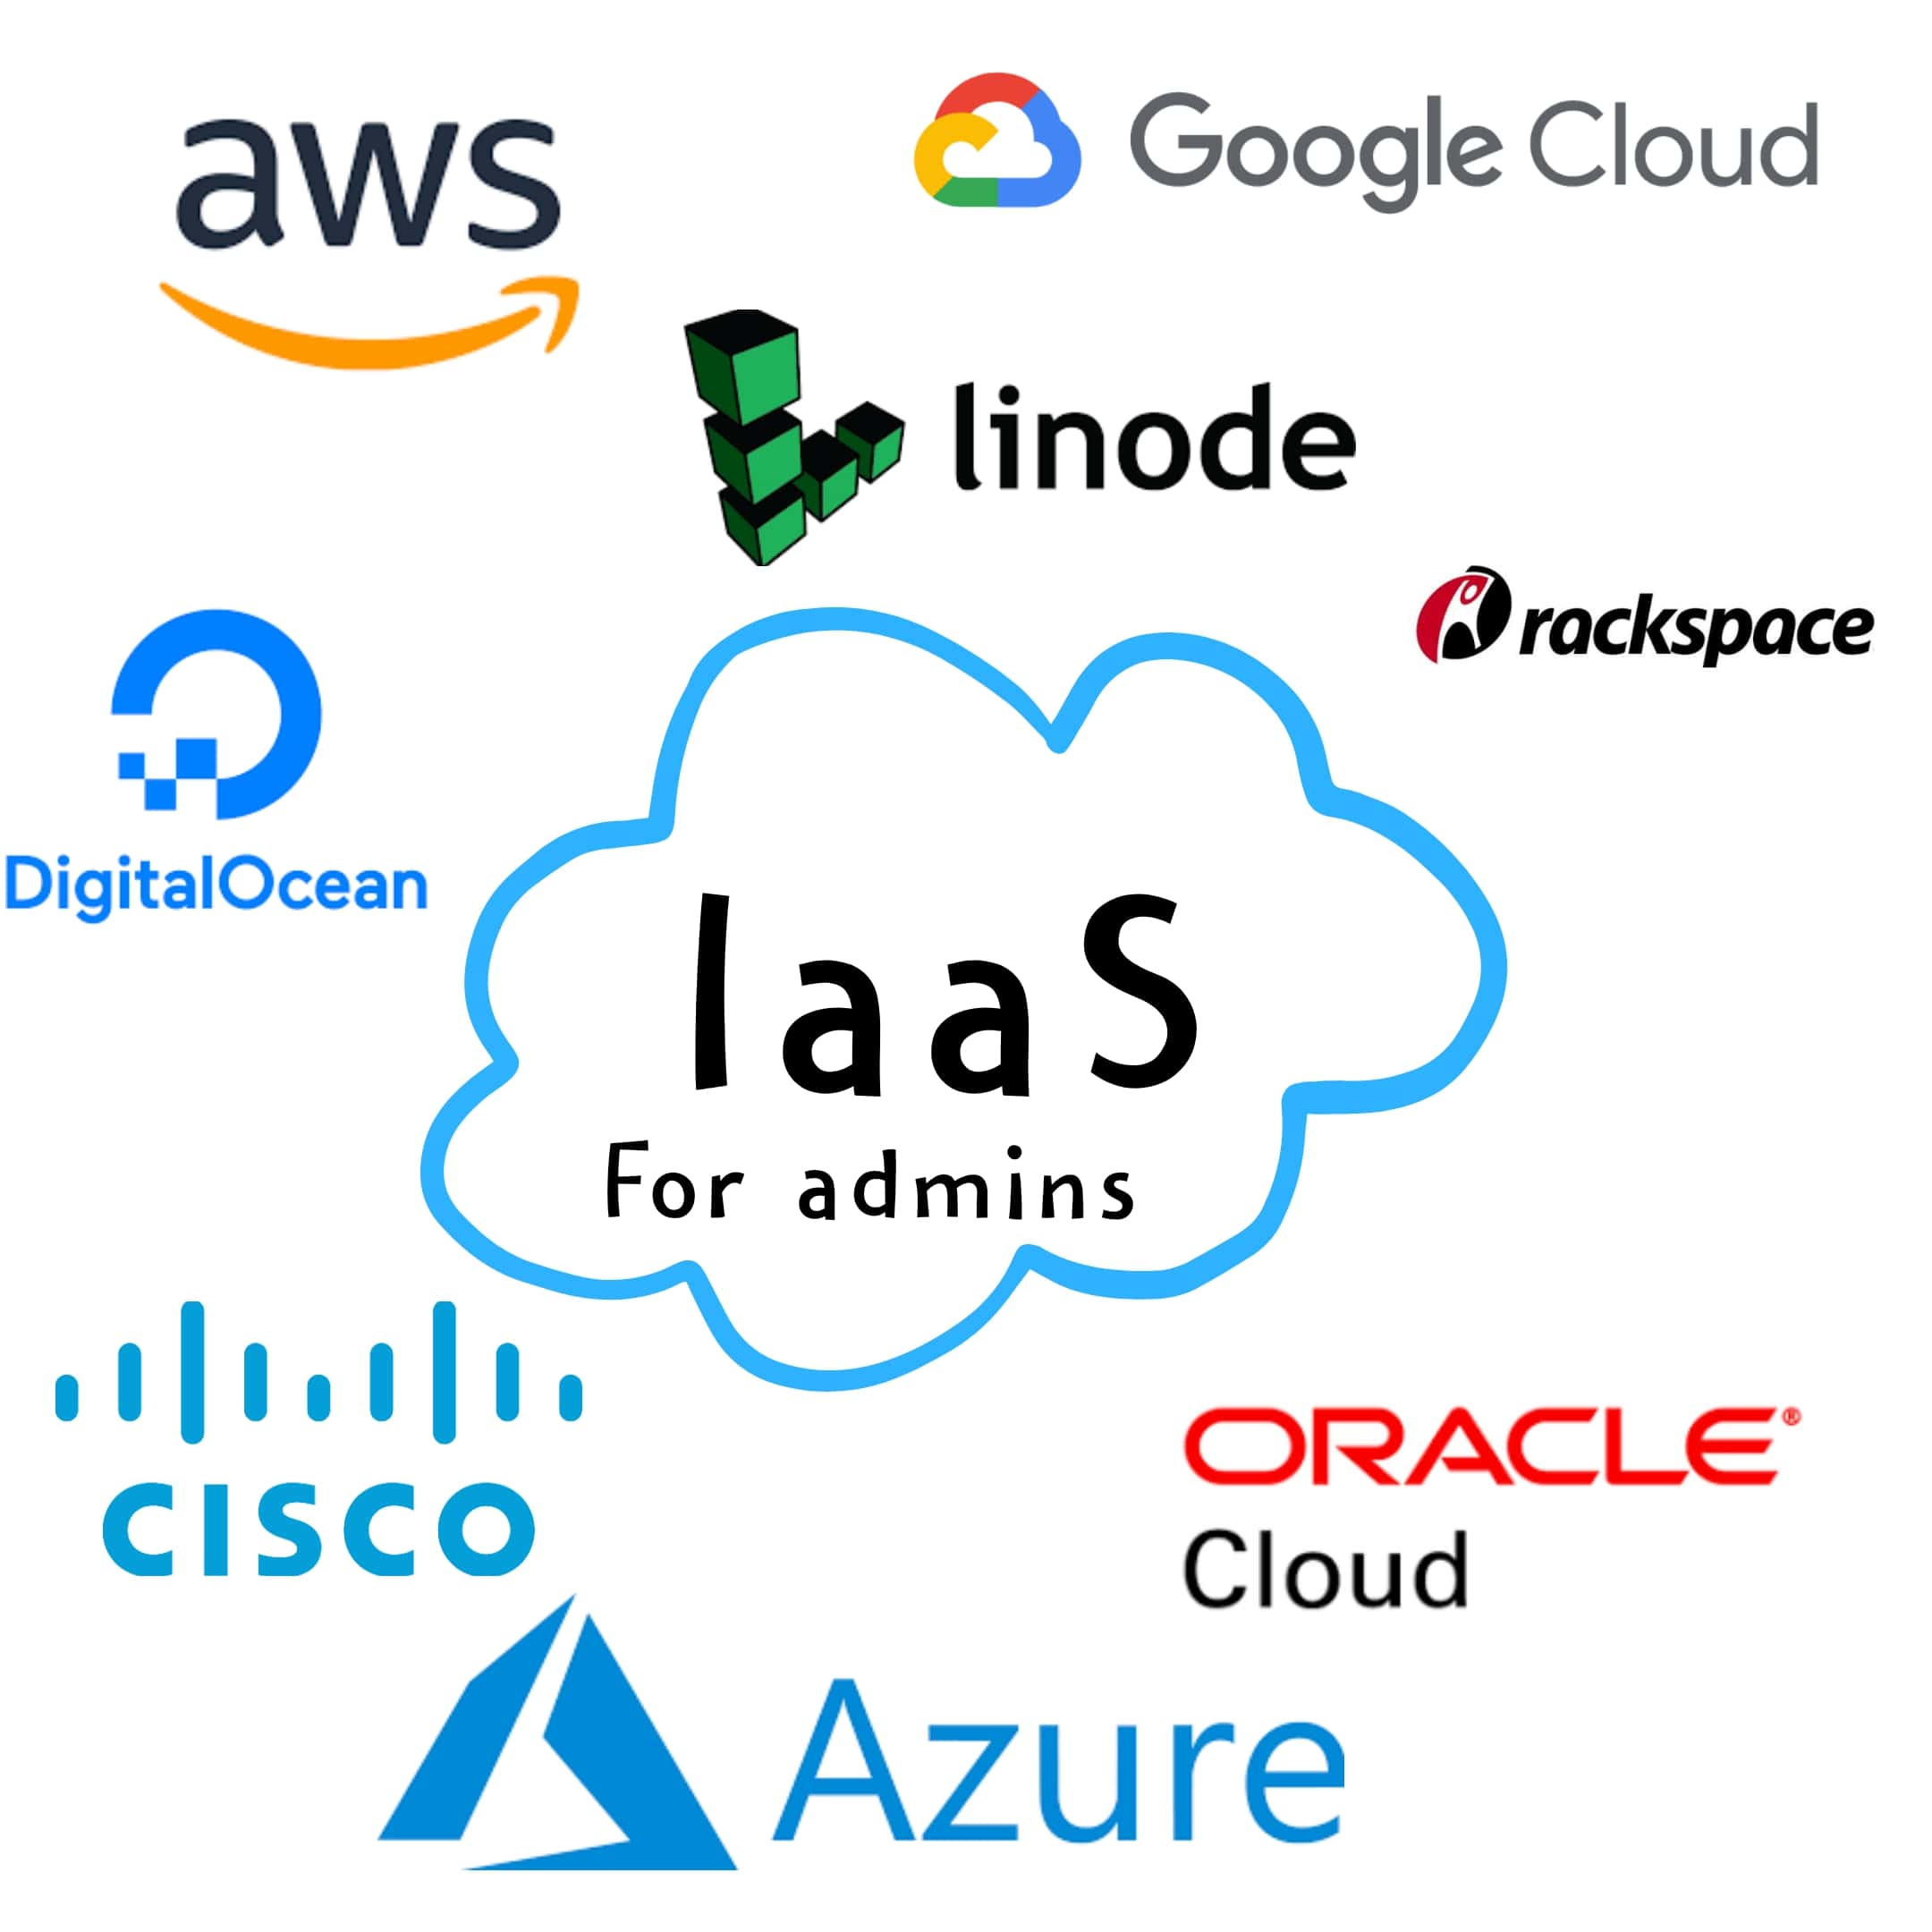 aws
Google Cloud
linode
rackspace
DigitalOcean
IaaS
For admins
CISCO
ORACLE®
Cloud
Azure